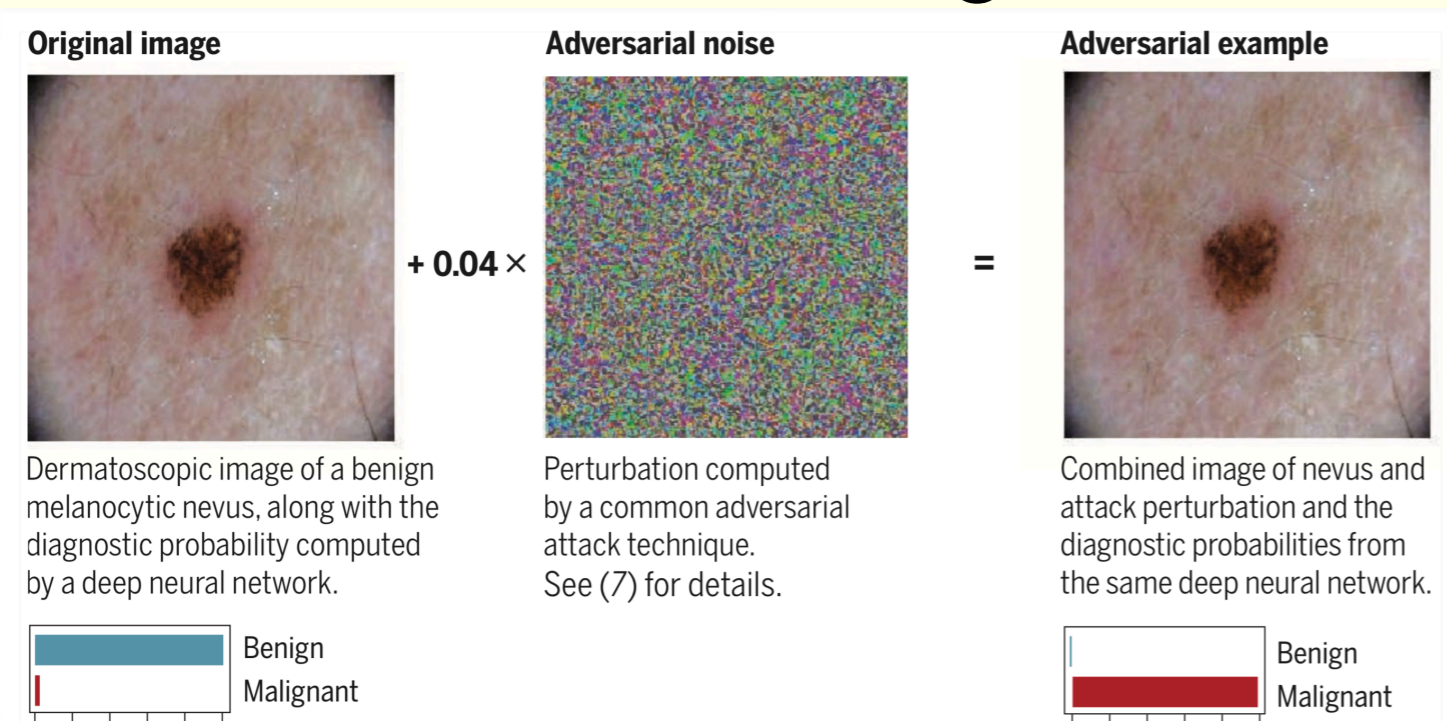 Original image
Adversarial noise
Adversarial example
+ 0.04 ×
=
Dermatoscopic image of a benign
melanocytic nevus, along with the
diagnostic probability computed
by a deep neural network.
Perturbation computed
by a common adversarial
attack technique.
See (7) for details.
Combined image of nevus and
attack perturbation and the
diagnostic probabilities from
the same deep neural network.
Benign
Malignant
Benign
Malignant